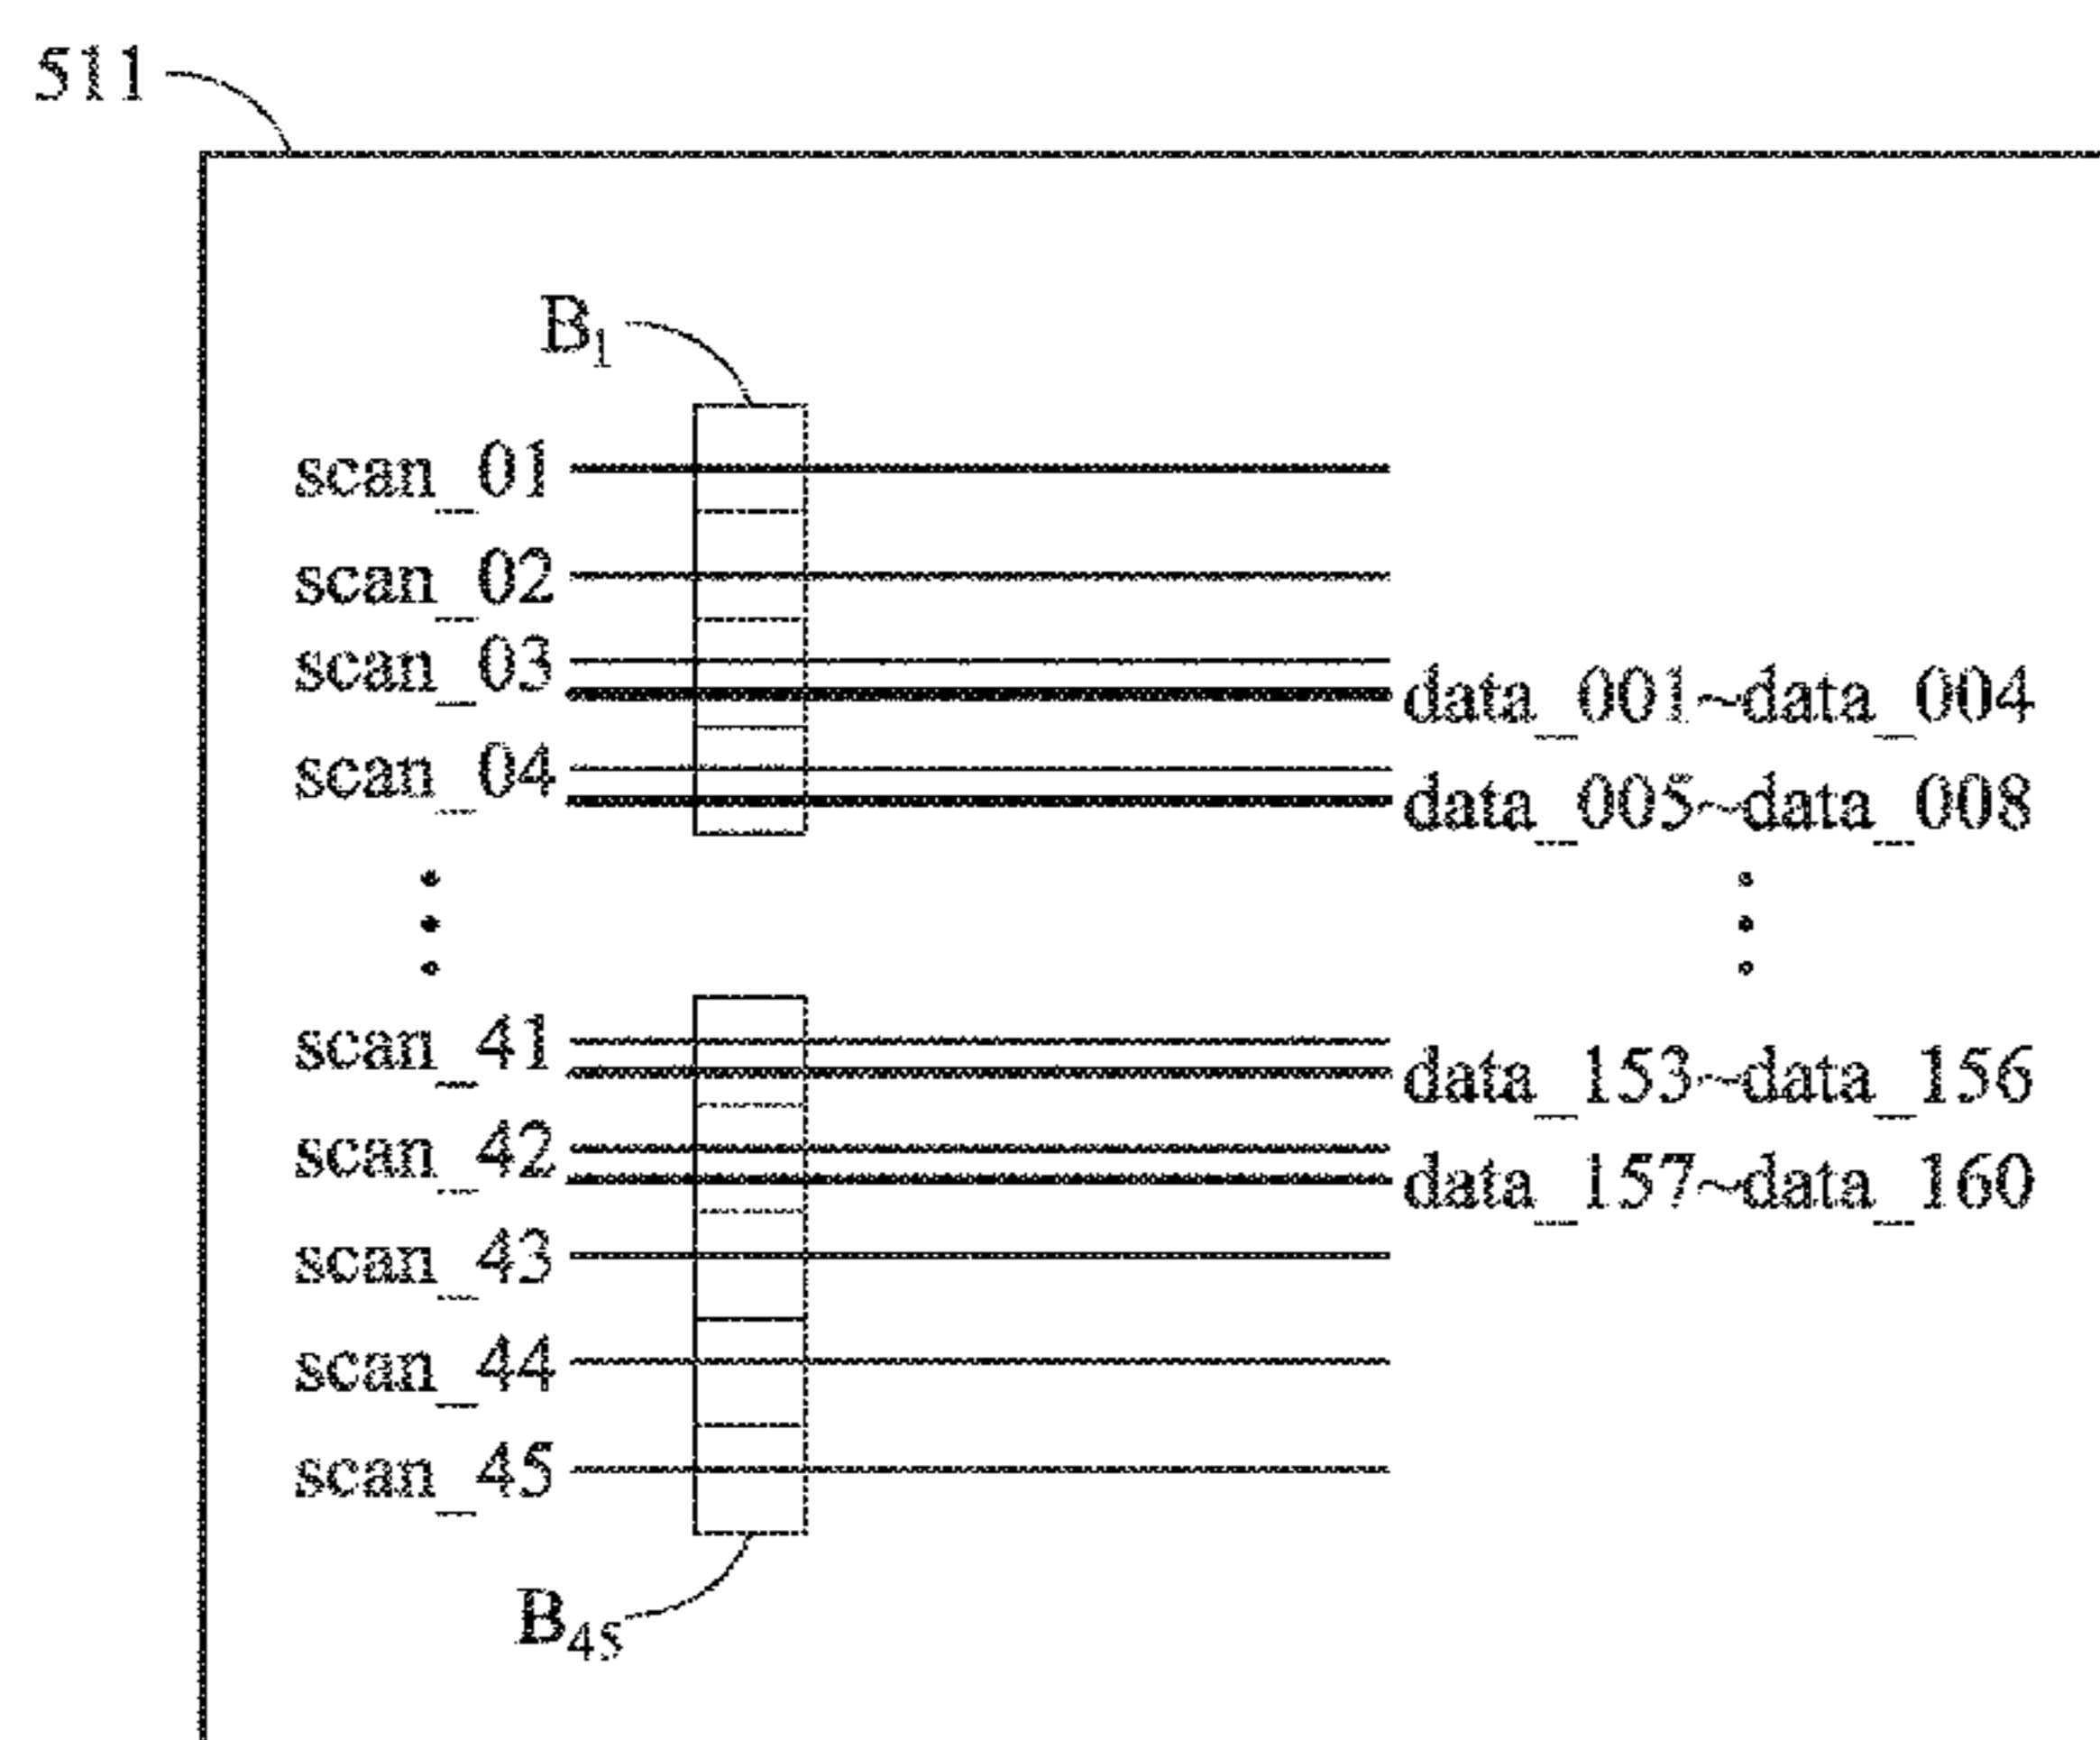 511
B1
scan_01
scan_02
scan_03
data_001~data_004
scan_04
data_005~data_008
scan_41
data_153~data_156
scan_42
data_157~data_160
scan_43
scan_44
scan_45
B45